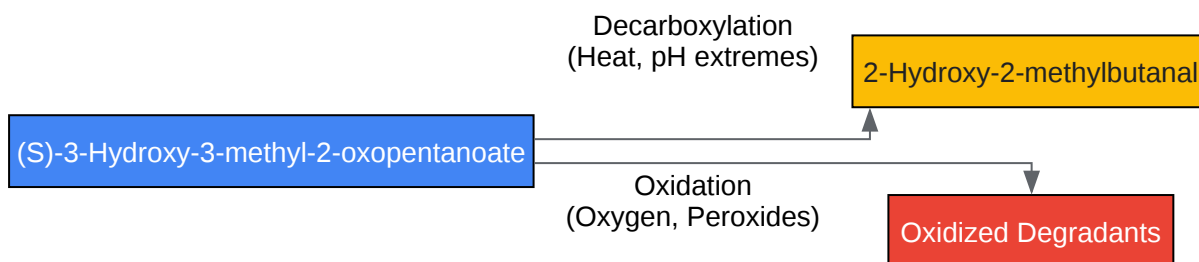 Decarboxylation
(Heat, pH extremes)
2-Hydroxy-2-methylbutanal
(S)-3-Hydroxy-3-methyl-2-oxopentanoate
Oxidation
(Oxygen, Peroxides)
Oxidized Degradants